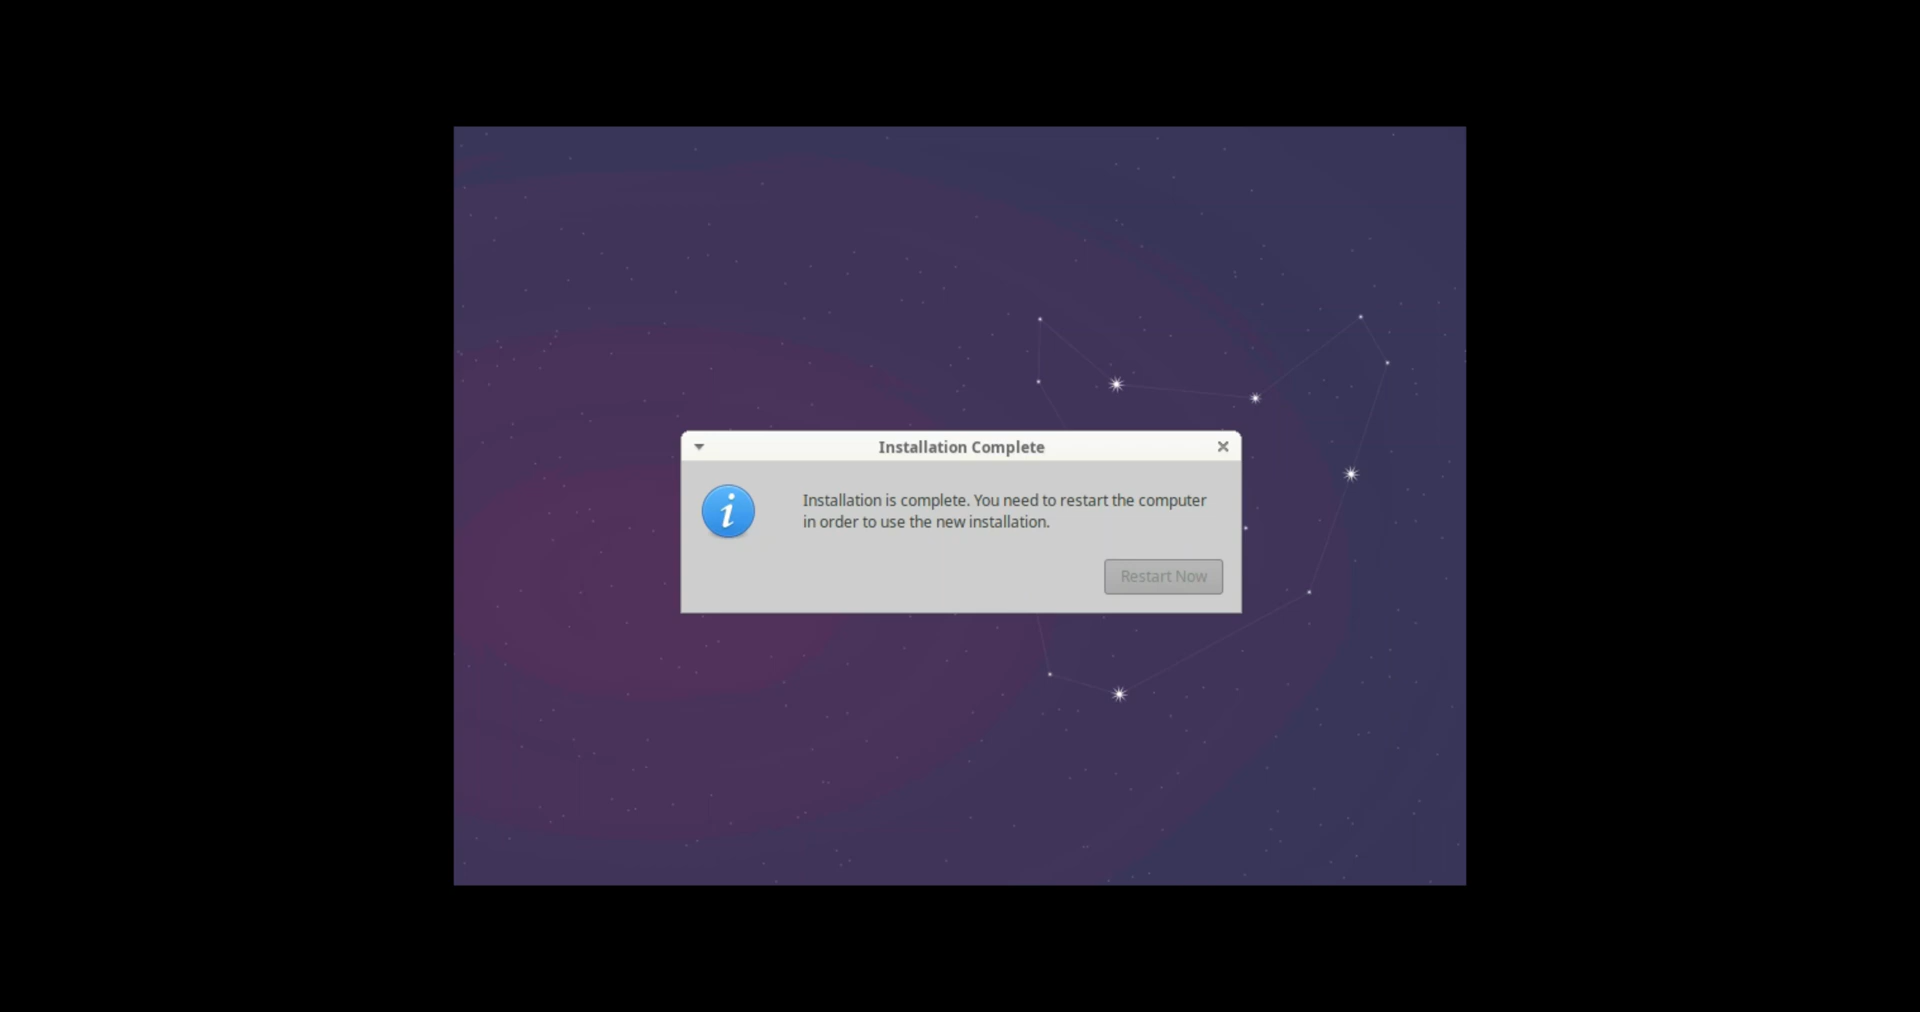 Installation Complete
Installation is complete. You need to restart the computer
in order to use the new installation.
Restart Now